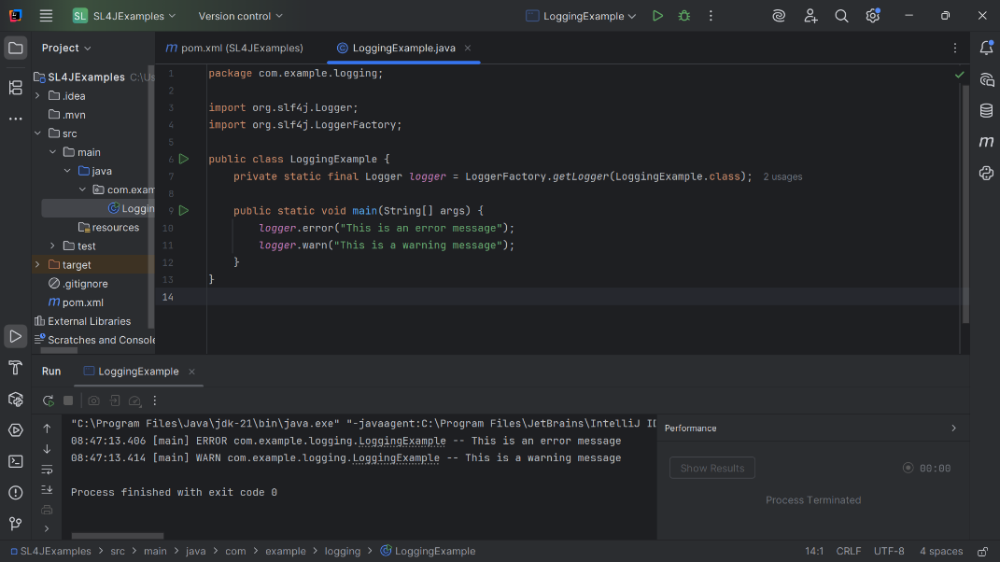 SL SL4JExamples Version control LoggingExample
Project
pom.xml (SL4JExamples) LoggingExample.java
SL4JExamples C:\Us
.idea
.mvn
src
main
java
com.exam
Loggin
resources
test
target
.gitignore
pom.xml
External Libraries
Scratches and Console
1 package com.example.logging;
2
3 import org.slf4j.Logger;
4 import org.slf4j.LoggerFactory;
5
6 public class LoggingExample {
7 private static final Logger logger = LoggerFactory.getLogger(LoggingExample.class); 2 usages
8
9 public static void main(String[] args) {
10 logger.error("This is an error message");
11 logger.warn("This is a warning message");
12 }
13 }
14
Run LoggingExample
"C:\Program Files\Java\jdk-21\bin\java.exe" "-javaagent:C:\Program Files\JetBrains\IntelliJ ID
08:47:13.406 [main] ERROR com.example.logging.LoggingExample -- This is an error message
08:47:13.414 [main] WARN com.example.logging.LoggingExample -- This is a warning message
Process finished with exit code 0
Performance
Show Results 00:00
Process Terminated
SL4JExamples > src > main > java > com > example > logging > LoggingExample 14:1 CRLF UTF-8 4 spaces